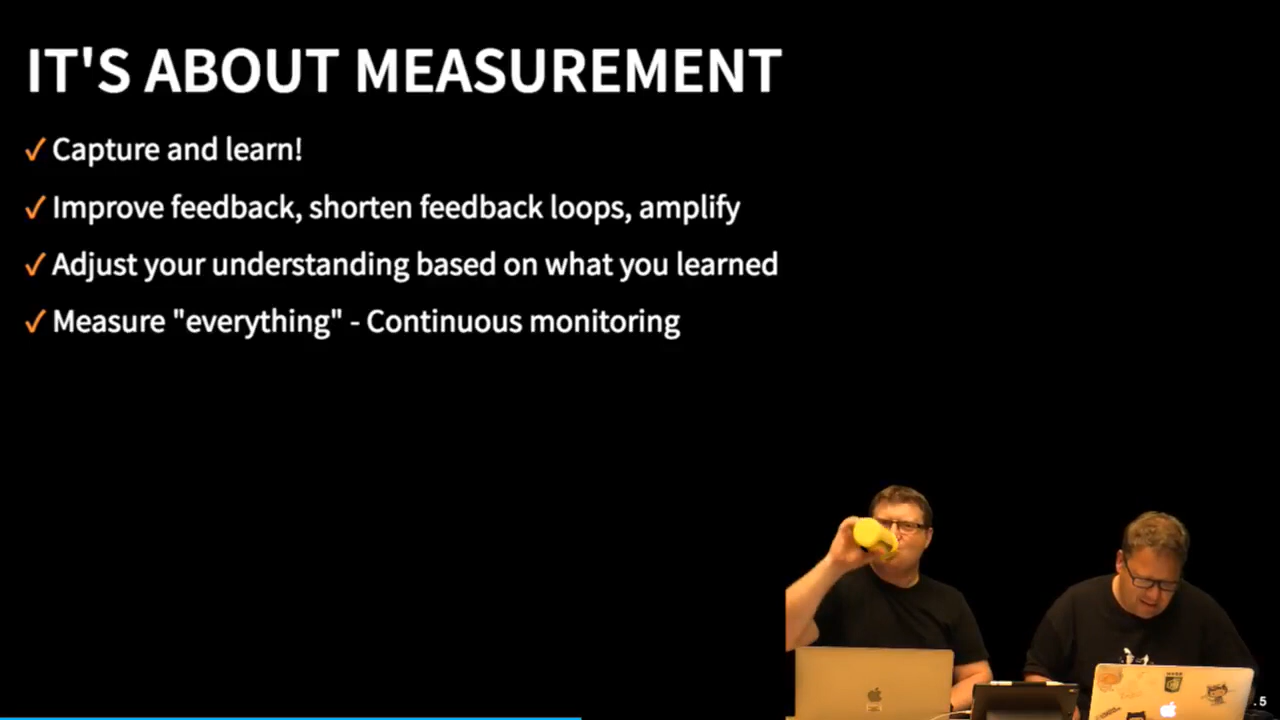 IT'S ABOUT MEASUREMENT
✓ Capture and learn!
✓ Improve feedback, shorten feedback loops, amplify
✓ Adjust your understanding based on what you learned
✓ Measure "everything" - Continuous monitoring
.5